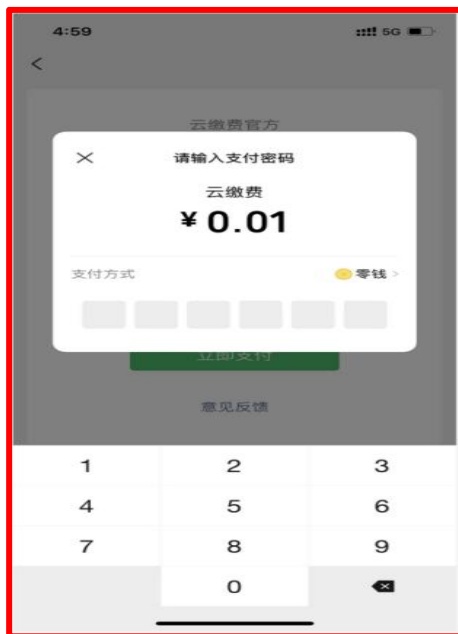 4:59 5G
云缴费官方
请输入支付密码
云缴费
¥ 0.01
支付方式 零钱
立即支付
意见反馈
1 2 3
4 5 6
7 8 9
0